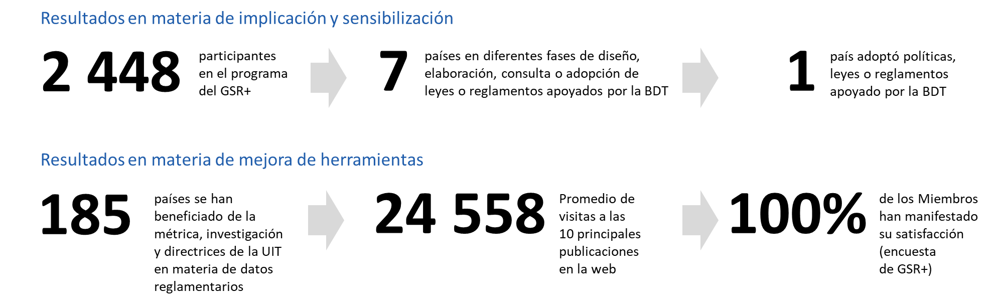 Resultados en materia de implicación y sensibilización
2 448
participantes
en el programa
del GSR+
7
países en diferentes fases de diseño,
elaboración, consulta o adopción de
leyes o reglamentos apoyados por la BDT
1
país adoptó políticas,
leyes o reglamentos
apoyado por la BDT
Resultados en materia de mejora de herramientas
185
países se han
beneficiado de la
métrica, investigación
y directrices de la UIT
en materia de datos
reglamentarios
24 558
Promedio de
visitas a las
10 principales
publicaciones
en la web
100%
de los Miembros
han manifestado
su satisfacción
(encuesta
de GSR+)